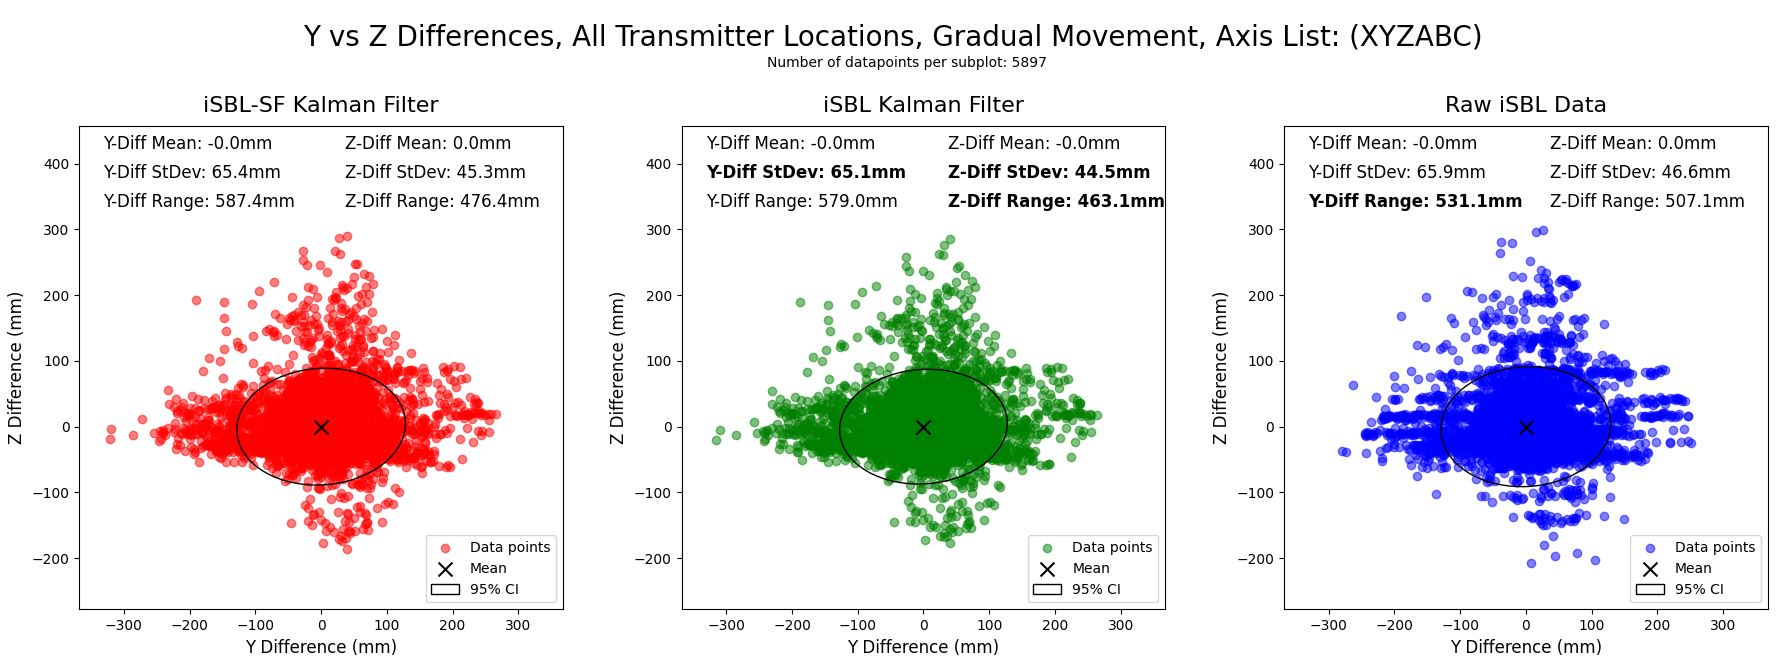 Y vs Z Differences, All Transmitter Locations, Gradual Movement, Axis List: (XYZABC)
Number of datapoints per subplot: 5897
iSBL-SF Kalman Filter
Y-Diff Mean: -0.0mm Z-Diff Mean: 0.0mm
Y-Diff StDev: 65.4mm Z-Diff StDev: 45.3mm
Y-Diff Range: 587.4mm Z-Diff Range: 476.4mm
400
300
200
100
0
−100
−200
Z Difference (mm)
Data points
Mean
95% CI
−300 −200 −100 0 100 200 300
Y Difference (mm)
iSBL Kalman Filter
Y-Diff Mean: -0.0mm Z-Diff Mean: -0.0mm
Y-Diff StDev: 65.1mm Z-Diff StDev: 44.5mm
Y-Diff Range: 579.0mm Z-Diff Range: 463.1mm
400
300
200
100
0
−100
−200
Z Difference (mm)
Data points
Mean
95% CI
−300 −200 −100 0 100 200 300
Y Difference (mm)
Raw iSBL Data
Y-Diff Mean: -0.0mm Z-Diff Mean: 0.0mm
Y-Diff StDev: 65.9mm Z-Diff StDev: 46.6mm
Y-Diff Range: 531.1mm Z-Diff Range: 507.1mm
400
300
200
100
0
−100
−200
Z Difference (mm)
Data points
Mean
95% CI
−300 −200 −100 0 100 200 300
Y Difference (mm)